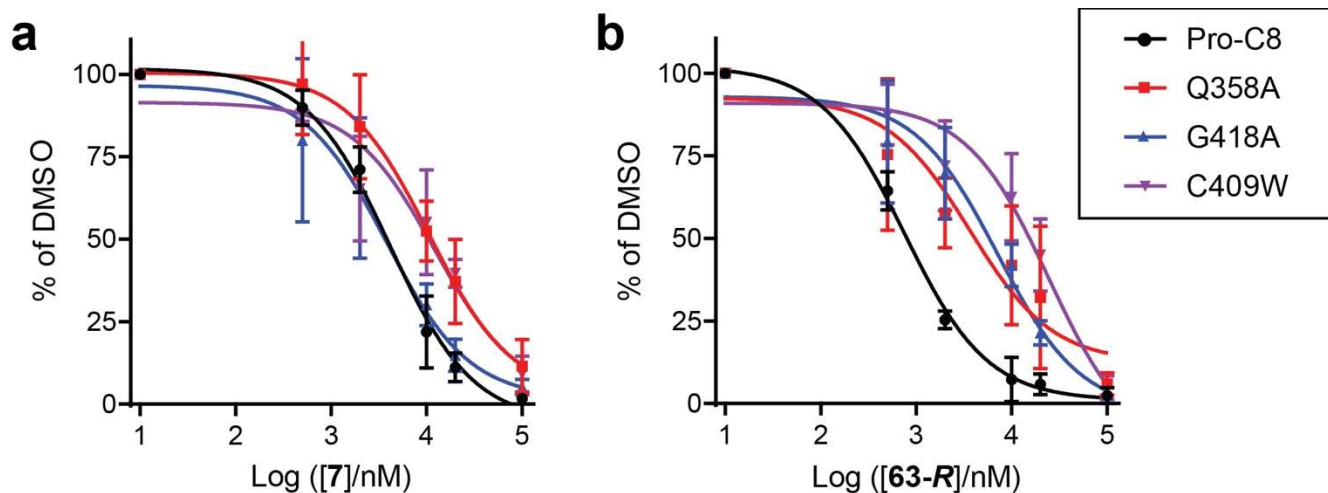 a
% of DMSO
100
75
50
25
0
1 2 3 4 5
Log ([7]/nM)
b
% of DMSO
100
75
50
25
0
1 2 3 4 5
Log ([63-R]/nM)
Pro-C8
Q358A
G418A
C409W